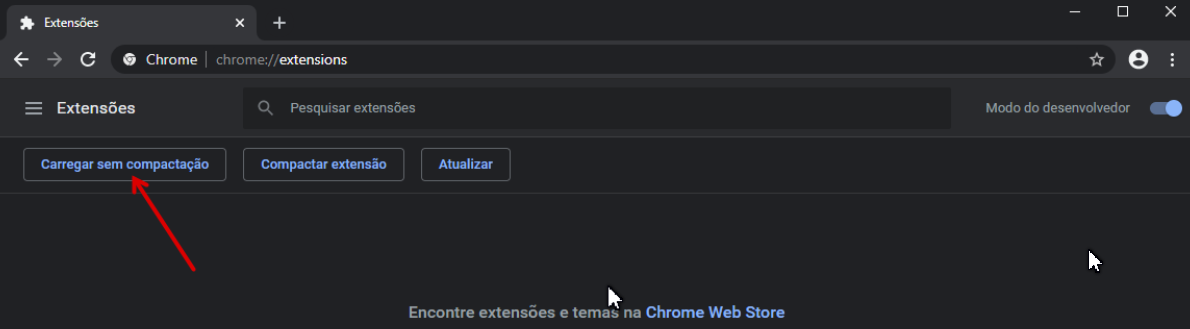 Extensões
Chrome | chrome://extensions
Extensões
Pesquisar extensões
Modo do desenvolvedor
Carregar sem compactação
Compactar extensão
Atualizar
Encontre extensões e temas na Chrome Web Store